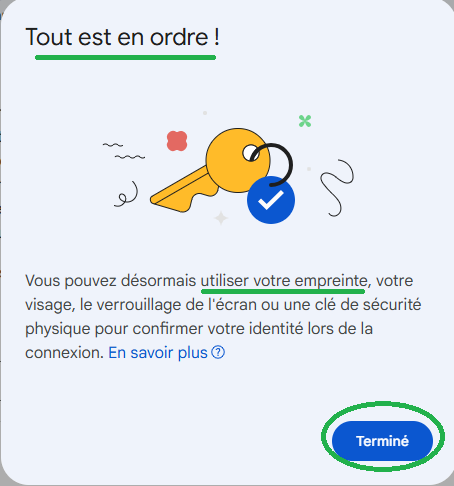 Tout est en ordre !
Vous pouvez désormais utiliser votre empreinte, votre
visage, le verrouillage de l'écran ou une clé de sécurité
physique pour confirmer votre identité lors de la
connexion. En savoir plus
Terminé